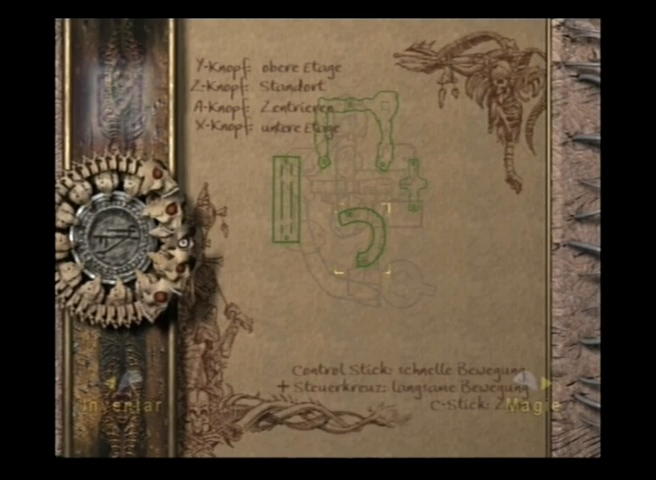 Y-Knopf: obere Etage
Z-Knopf: Standort
A-Knopf: Zentrieren
X-Knopf: untere Etage
Control Stick: schnelle Bewegung
+ Steuerkreuz: langsame Bewegung
C-Stick:
Inventar
Magie